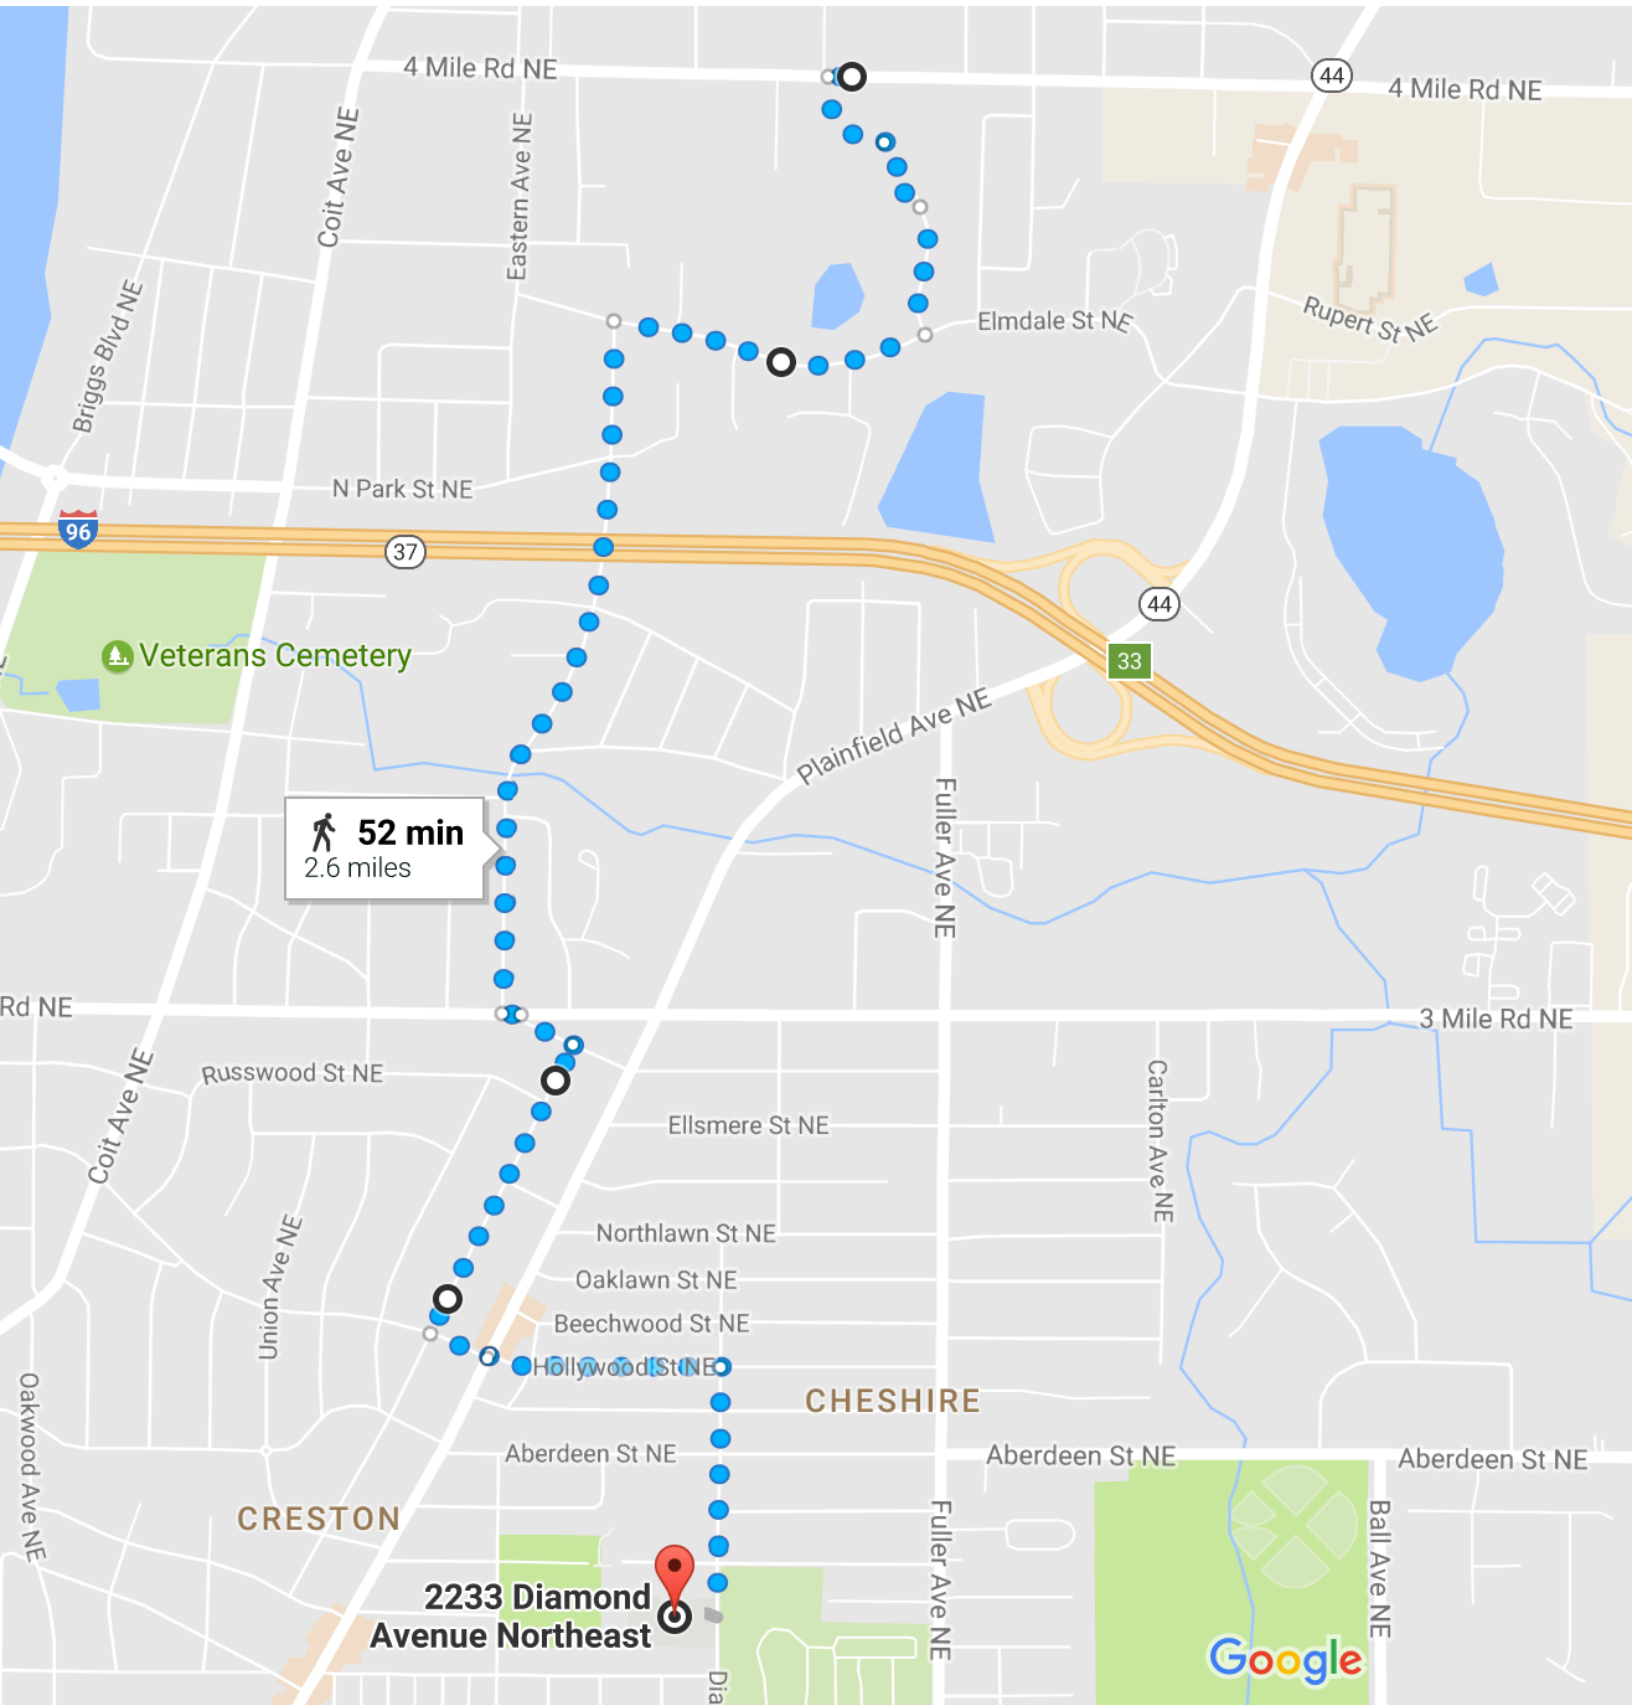 4 Mile Rd NE
44
4 Mile Rd NE
Coit Ave NE
Eastern Ave NE
Briggs Blvd NE
Elmdale St NE
Rupert St NE
N Park St NE
96
37
44
33
Veterans Cemetery
Plainfield Ave NE
Fuller Ave NE
52 min
2.6 miles
Rd NE
3 Mile Rd NE
Russwood St NE
Coit Ave NE
Carlton Ave NE
Ellsmere St NE
Northlawn St NE
Union Ave NE
Oaklawn St NE
Beechwood St NE
Hollywood St NE
Oakwood Ave NE
CHESHIRE
Aberdeen St NE
Aberdeen St NE
Aberdeen St NE
CRESTON
Fuller Ave NE
Ball Ave NE
2233 Diamond
Avenue Northeast
Dia
Google